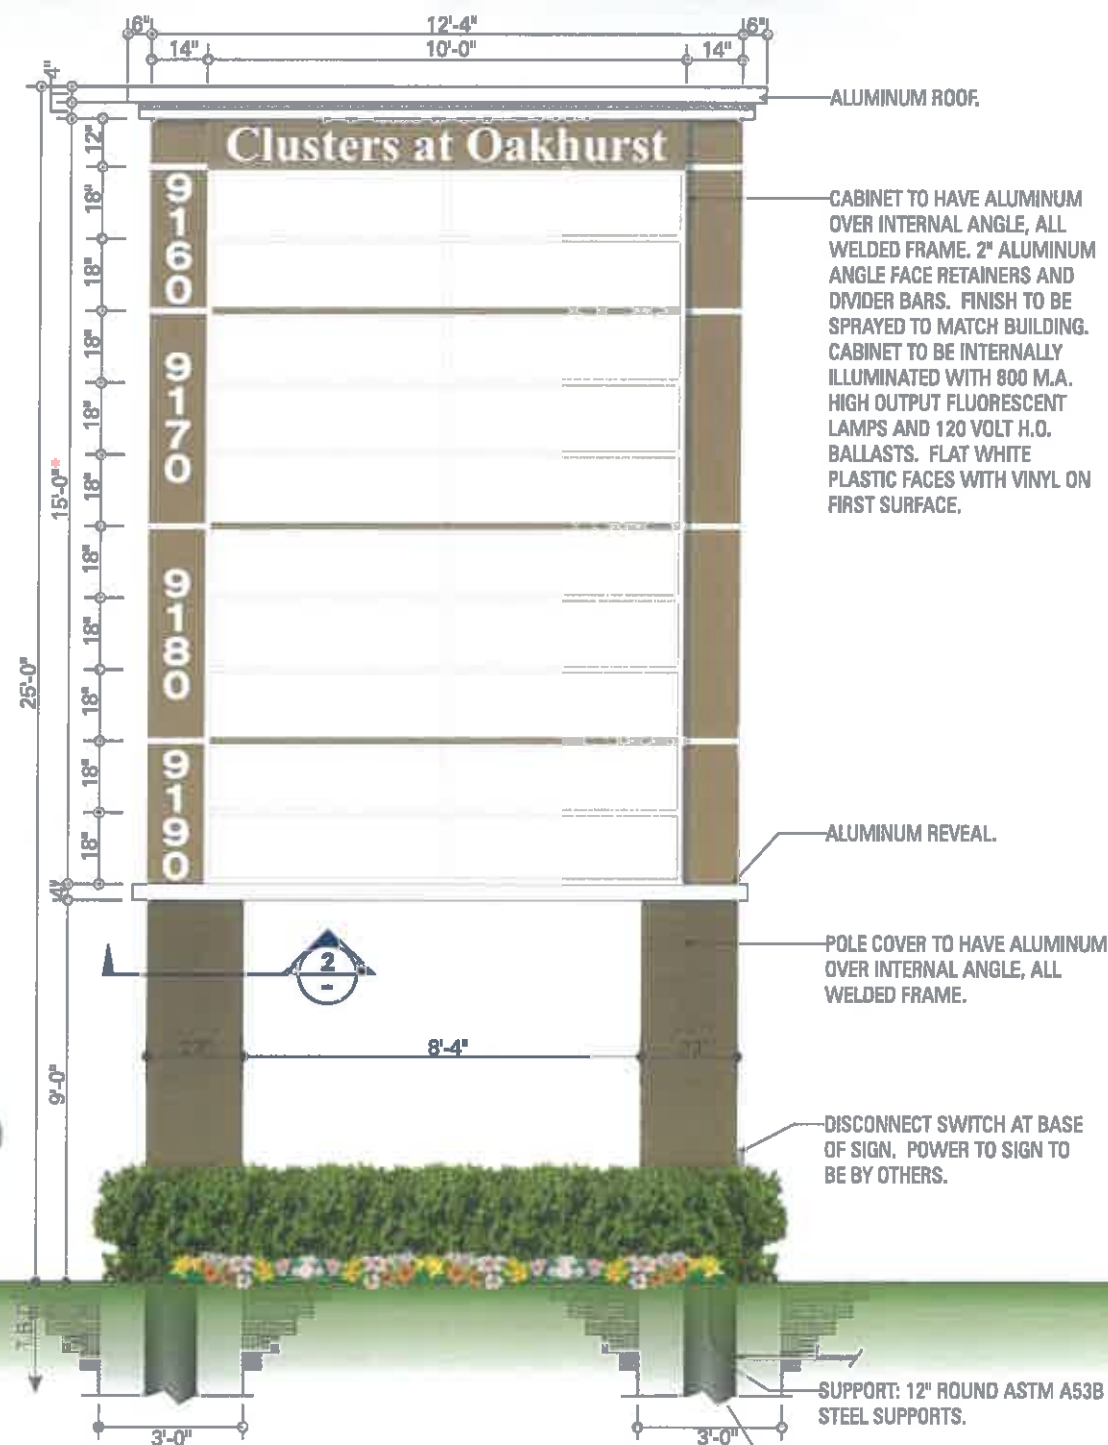 6" 12'-4" 6"
14" 10'-0" 14"
4"
ALUMINUM ROOF.
Clusters at Oakhurst
12"
18"
18"
18"
18"
18"
18"
18"
18"
18"
18"
15'-0"*
25'-0"
4"
9'-0"
9160
9170
9180
9190
CABINET TO HAVE ALUMINUM
OVER INTERNAL ANGLE, ALL
WELDED FRAME. 2" ALUMINUM
ANGLE FACE RETAINERS AND
DIVIDER BARS. FINISH TO BE
SPRAYED TO MATCH BUILDING.
CABINET TO BE INTERNALLY
ILLUMINATED WITH 800 M.A.
HIGH OUTPUT FLUORESCENT
LAMPS AND 120 VOLT H.O.
BALLASTS. FLAT WHITE
PLASTIC FACES WITH VINYL ON
FIRST SURFACE.
ALUMINUM REVEAL.
2
-
POLE COVER TO HAVE ALUMINUM
OVER INTERNAL ANGLE, ALL
WELDED FRAME.
8'-4"
DISCONNECT SWITCH AT BASE
OF SIGN. POWER TO SIGN TO
BE BY OTHERS.
SUPPORT: 12" ROUND ASTM A53B
STEEL SUPPORTS.
3'-0" 3'-0"